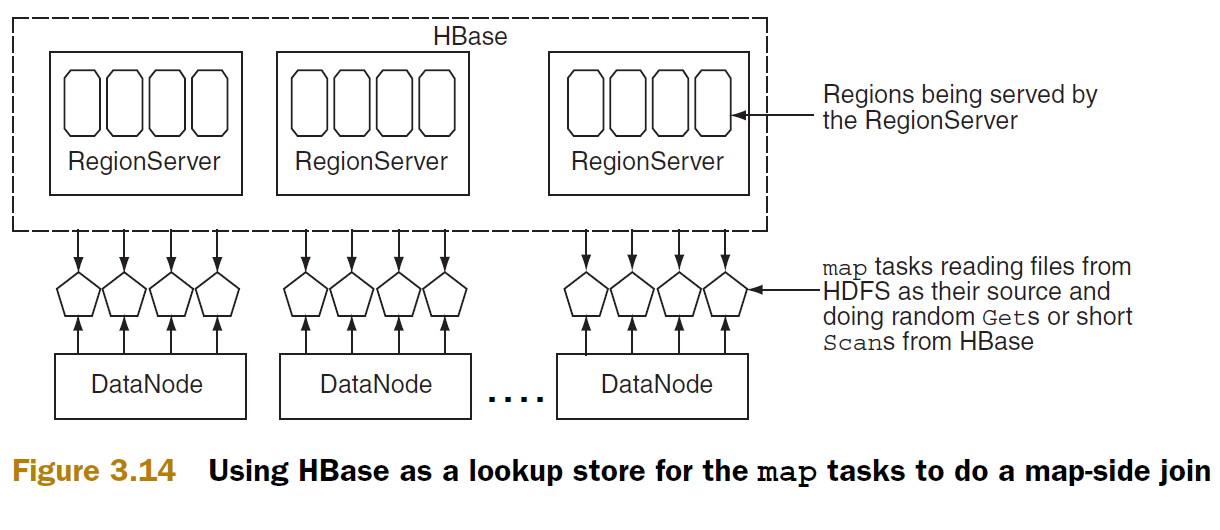 HBase
RegionServer
RegionServer
RegionServer
Regions being served by
the RegionServer
map tasks reading files from
HDFS as their source and
doing random Gets or short
Scans from HBase
DataNode
DataNode
....
DataNode
Figure 3.14 Using HBase as a lookup store for the map tasks to do a map-side join